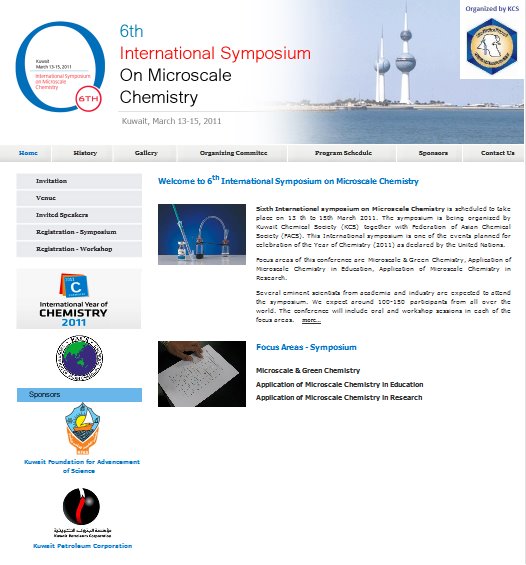 Organized by KCS
6th
International Symposium
On Microscale
Chemistry
Kuwait, March 13-15, 2011
Kuwait
March 13-15, 2011
International Symposium
on Microscale
Chemistry
6TH
Home
History
Gallery
Organizing Commitee
Program Schedule
Sponsors
Contact Us
Invitation
Venue
Invited Speakers
Registration - Symposium
Registration - Workshop
Welcome to 6th International Symposium on Microscale Chemistry
Sixth International symposium on Microscale Chemistry is scheduled to take
place on 13 th to 15th March 2011. The symposium is being organized by
Kuwait Chemical Society (KCS) together with Federation of Asian Chemical
Society (FACS). This International symposium is one of the events planned for
celebration of the Year of Chemistry (2011) as declared by the United Nations.
Focus areas of this conference are Microscale & Green Chemistry, Application of
Microscale Chemistry in Education, Application of Microscale Chemistry in
Research.
Several eminent scientists from academia and industry are expected to attend
the symposium. We expect around 100-150 participants from all over the
world. The conference will include oral and workshop sessions in each of the
focus areas. more...
2011
C
International Year of
CHEMISTRY
2011
Focus Areas - Symposium
Microscale & Green Chemistry
Application of Microscale Chemistry in Education
Application of Microscale Chemistry in Research
Sponsors
Kuwait Foundation for Advancement
of Science
مؤسسة البترول الكويتية
Kuwait Petroleum Corporation
Kuwait Petroleum Corporation